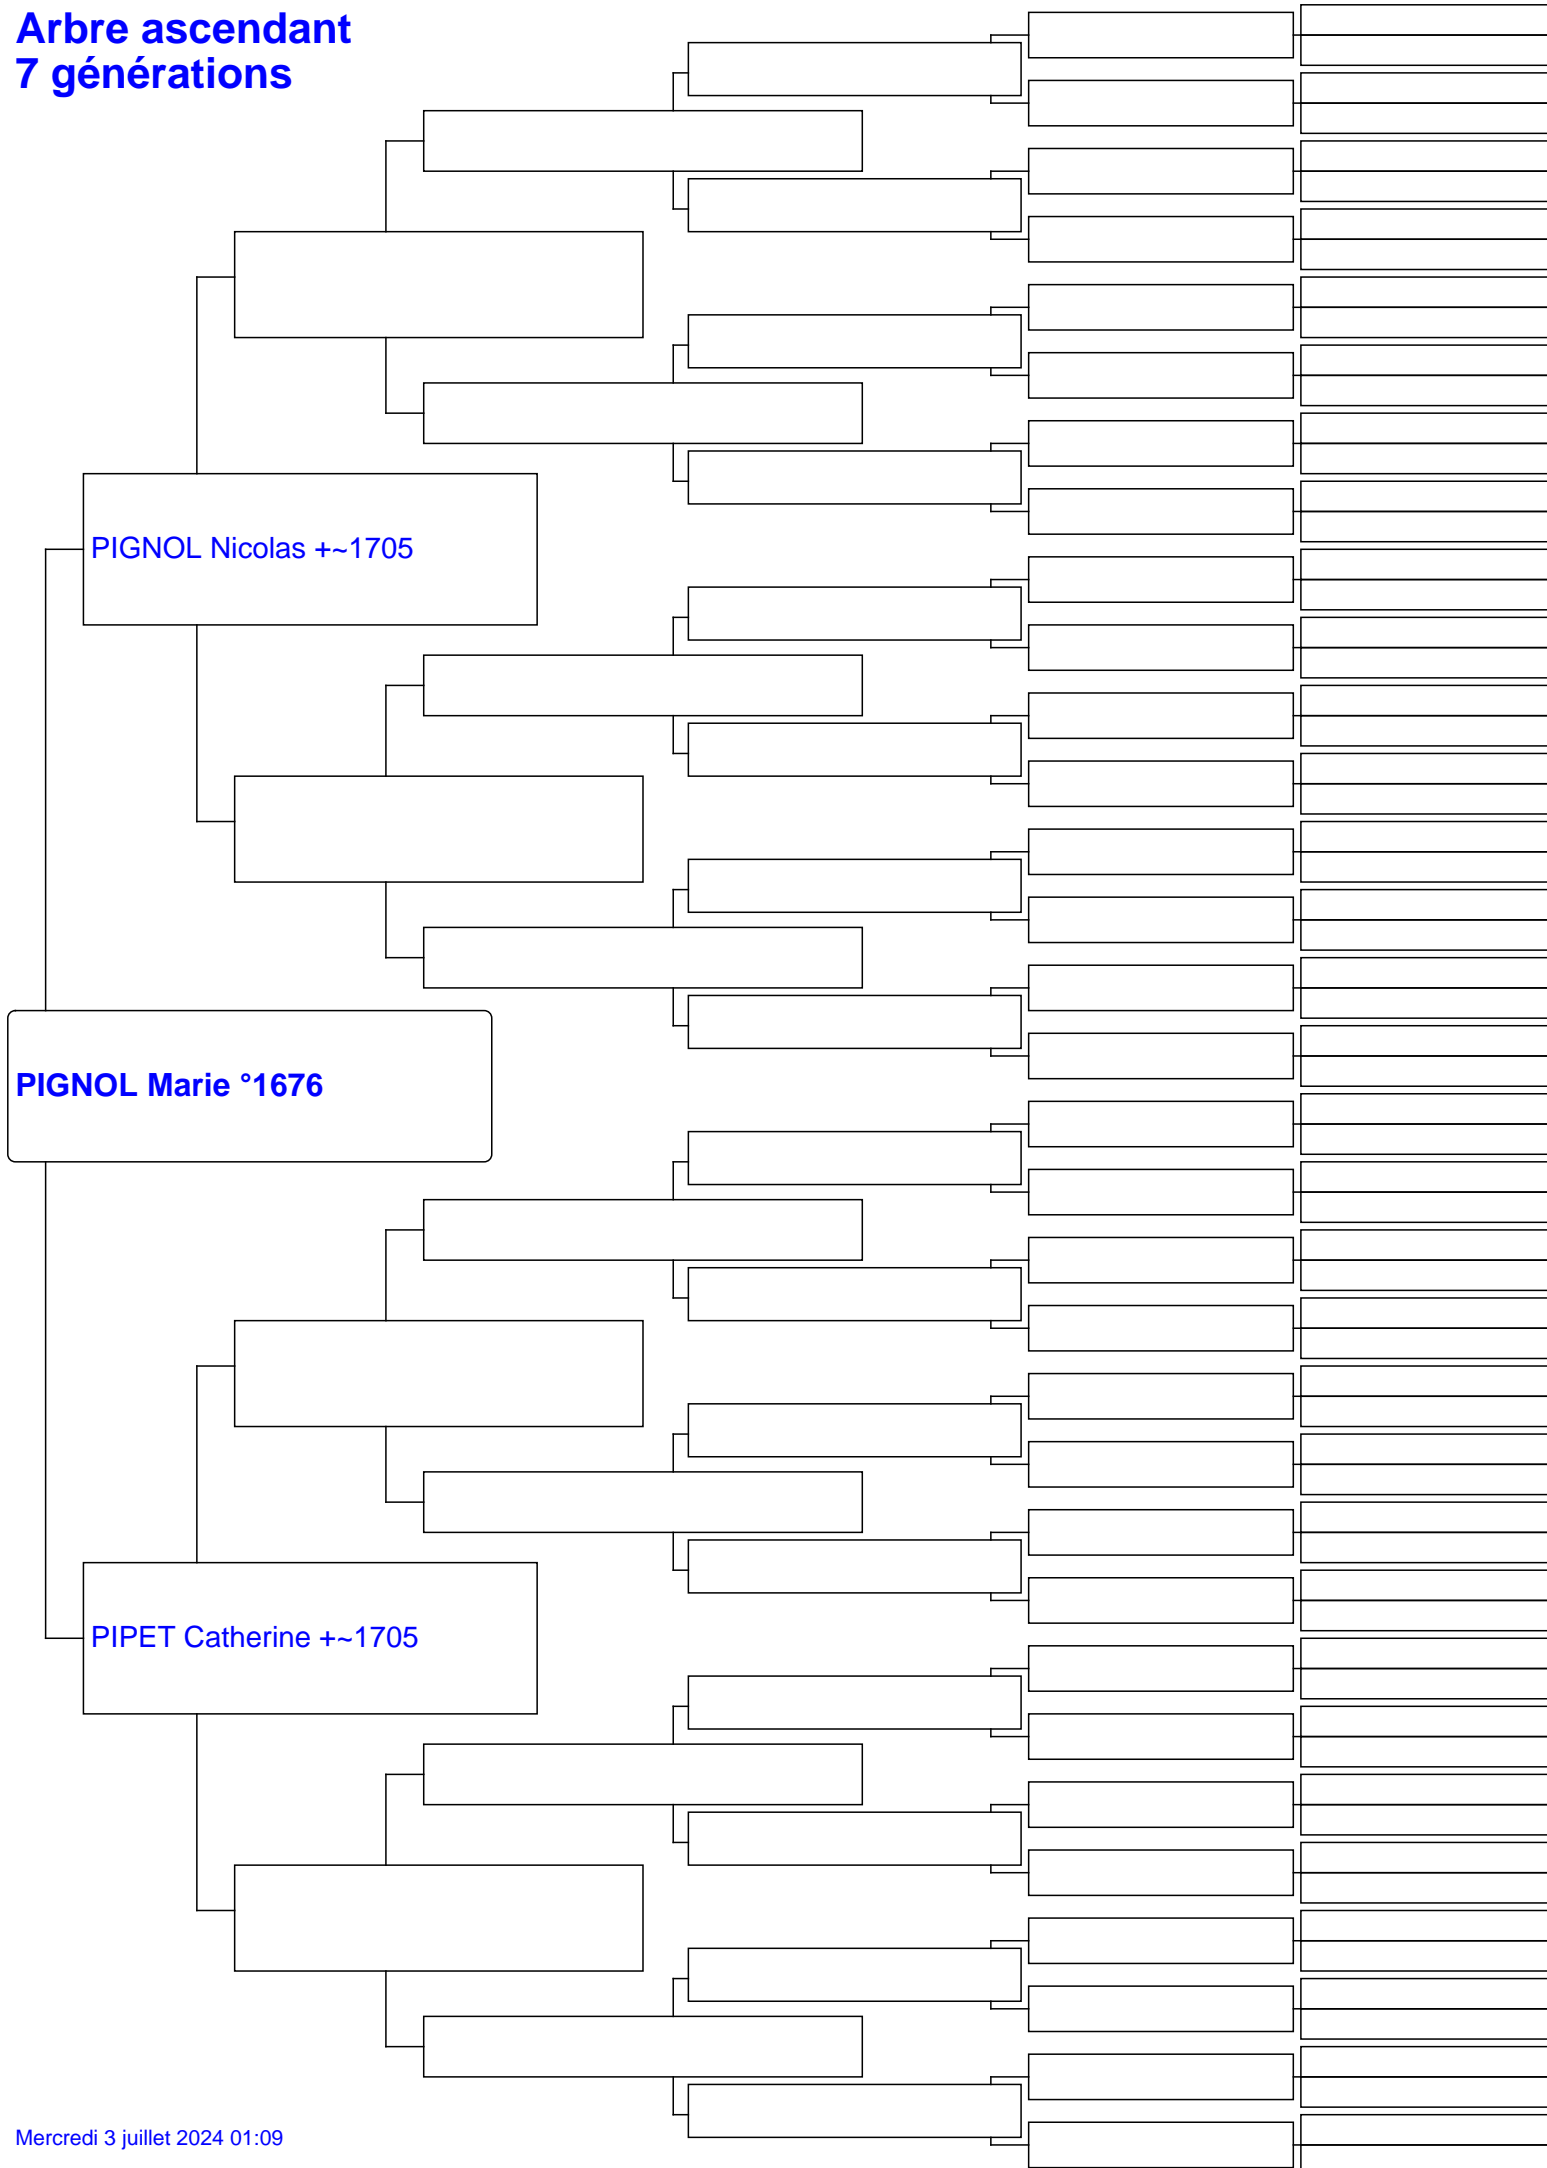 Arbre ascendant
7 générations
PIGNOL Nicolas +~1705
PIGNOL Marie °1676
PIPET Catherine +~1705
Mercredi 3 juillet 2024 01:09